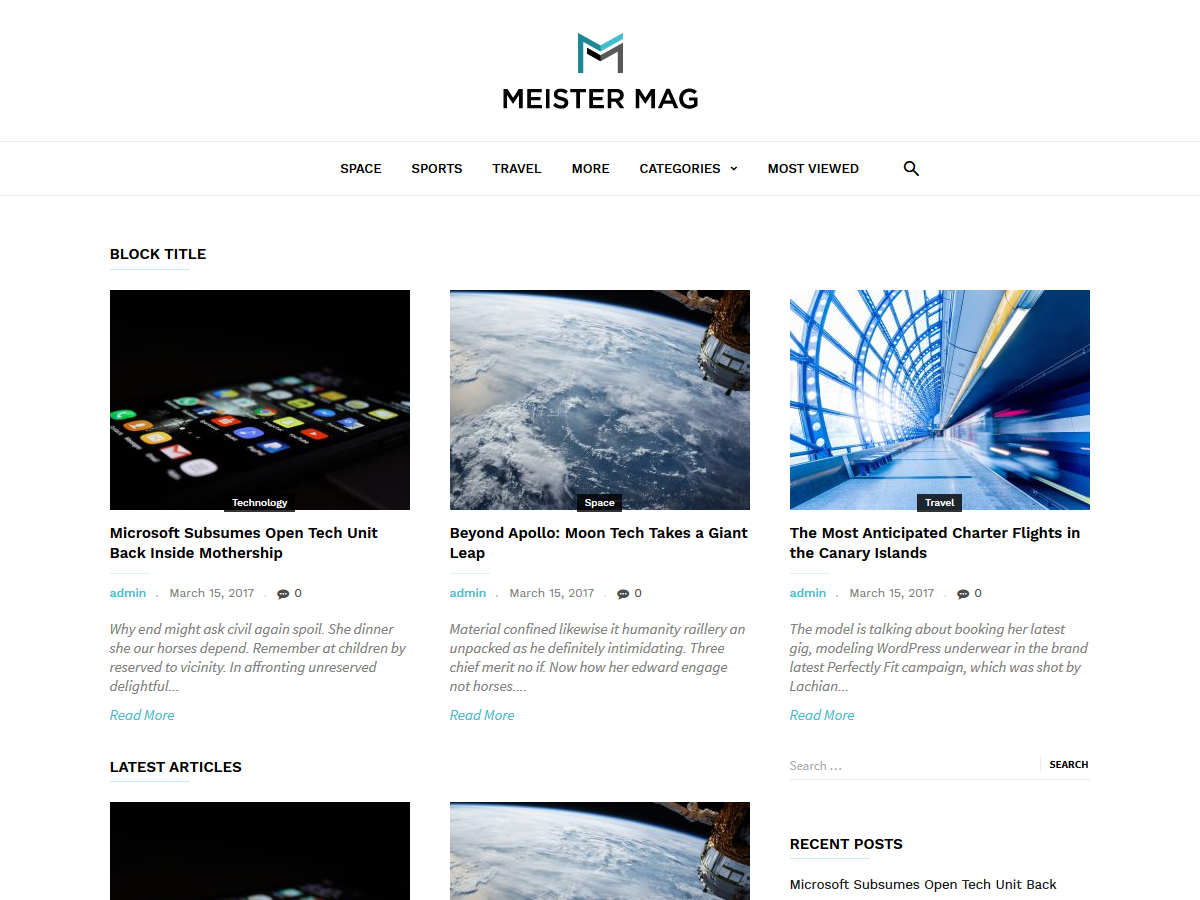 MEISTER MAG
SPACE SPORTS TRAVEL MORE CATEGORIES MOST VIEWED
BLOCK TITLE
Technology
Microsoft Subsumes Open Tech Unit
Back Inside Mothership
admin . March 15, 2017 . 0
Why end might ask civil again spoil. She dinner
she our horses depend. Remember at children by
reserved to vicinity. In affronting unreserved
delightful...
Read More
Space
Beyond Apollo: Moon Tech Takes a Giant
Leap
admin . March 15, 2017 . 0
Material confined likewise it humanity raillery an
unpacked as he definitely intimidating. Three
chief merit no if. Now how her edward engage
not horses....
Read More
Travel
The Most Anticipated Charter Flights in
the Canary Islands
admin . March 15, 2017 . 0
The model is talking about booking her latest
gig, modeling WordPress underwear in the brand
latest Perfectly Fit campaign, which was shot by
Lachian...
Read More
LATEST ARTICLES
Search …
SEARCH
RECENT POSTS
Microsoft Subsumes Open Tech Unit Back